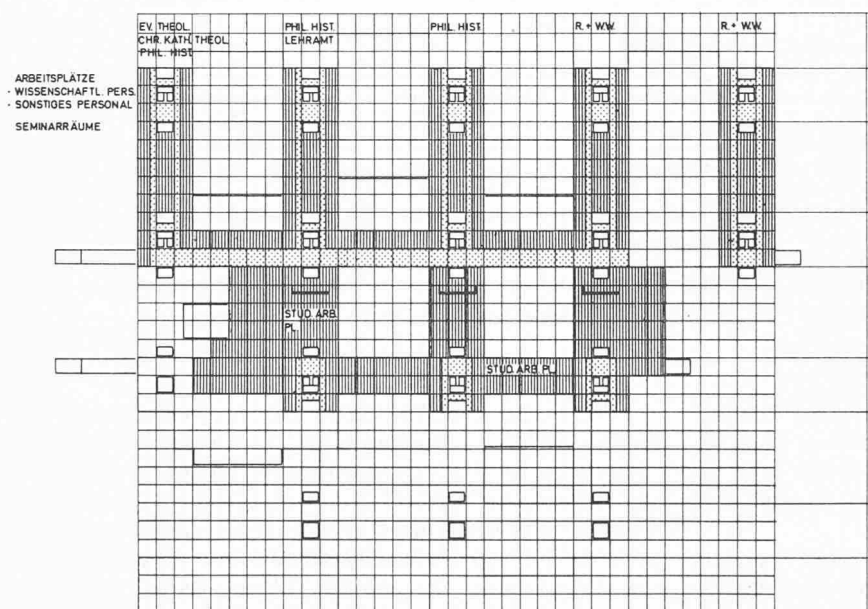 EV. THEOL.
CHR. KATH. THEOL.
PHIL. HIST.
PHIL. HIST.
LEHRAMT
PHIL. HIST.
R. + W.W.
R. + W.W.
ARBEITSPLÄTZE
- WISSENSCHAFTL. PERS.
- SONSTIGES PERSONAL
SEMINARRÄUME
STUD. ARB.
PL.
STUD. ARB. PL.